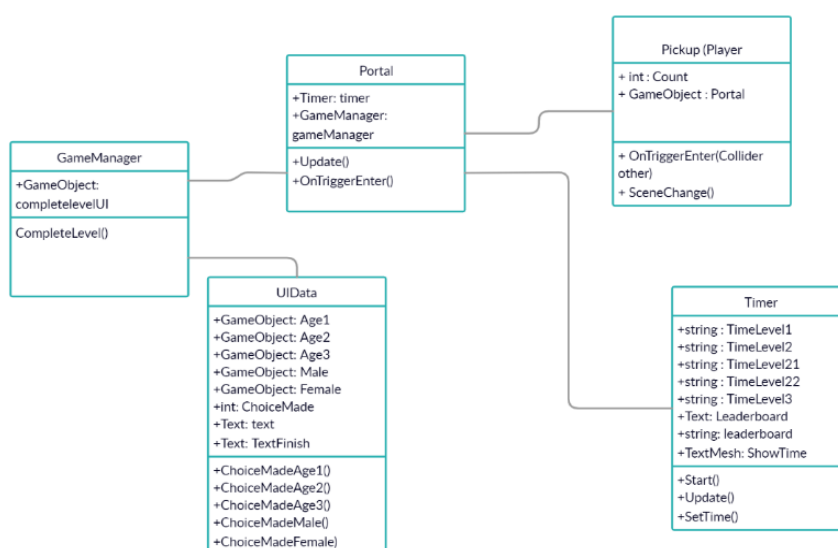 Pickup (Player
+ int : Count
+ GameObject : Portal
+ OnTriggerEnter(Collider
other)
+ SceneChange()
Portal
+Timer: timer
+GameManager:
gameManager
+Update()
+OnTriggerEnter()
GameManager
+GameObject:
completelevelUI
CompleteLevel()
UIData
+GameObject: Age1
+GameObject: Age2
+GameObject: Age3
+GameObject: Male
+GameObject: Female
+int: ChoiceMade
+Text: text
+Text: TextFinish
+ChoiceMadeAge1()
+ChoiceMadeAge2()
+ChoiceMadeAge3()
+ChoiceMadeMale()
+ChoiceMadeFemale)
Timer
+string : TimeLevel1
+string : TimeLevel2
+string : TimeLevel21
+string : TimeLevel22
+string : TimeLevel3
+Text: Leaderboard
+string: leaderboard
+TextMesh: ShowTime
+Start()
+Update()
+SetTime()